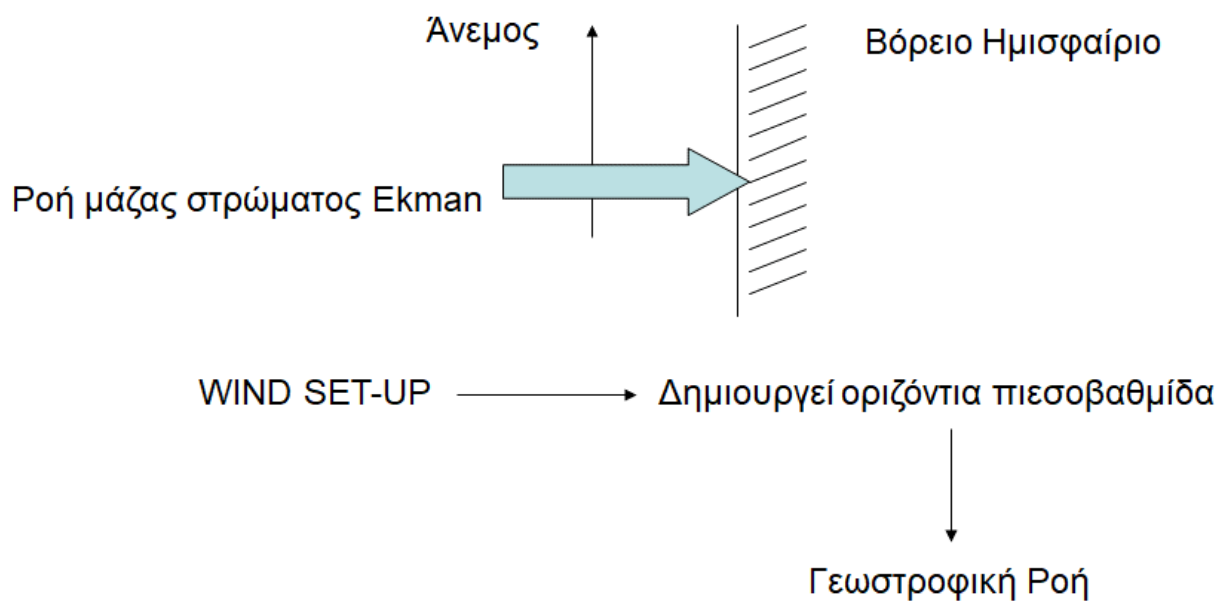 Άνεμος
Βόρειο Ημισφαίριο
Ροή μάζας στρώματος Ekman
WIND SET-UP
Δημιουργεί οριζόντια πιεσοβαθμίδα
Γεωστροφική Ροή